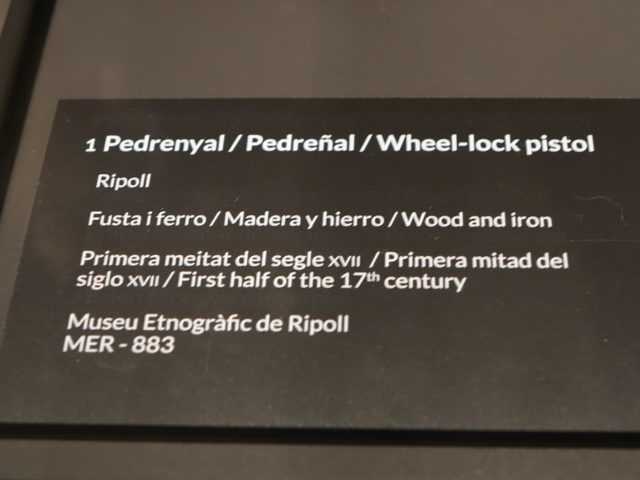 1 Pedrenyal / Pedreñal / Wheel-lock pistol
Ripoll
Fusta i ferro / Madera y hierro / Wood and iron
Primera meitat del segle XVII / Primera mitad del
siglo XVII / First half of the 17th century
Museu Etnogràfic de Ripoll
MER - 883